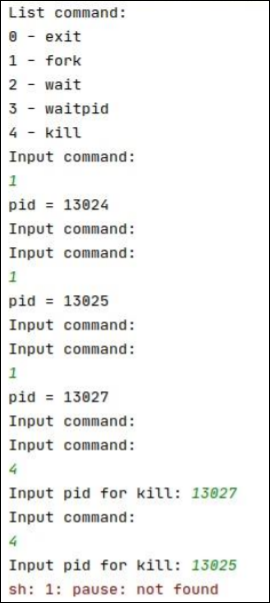 List command:
0 - exit
1 - fork
2 - wait
3 - waitpid
4 - kill
Input command:
1
pid = 13024
Input command:
Input command:
1
pid = 13025
Input command:
Input command:
1
pid = 13027
Input command:
Input command:
4
Input pid for kill: 13027
Input command:
4
Input pid for kill: 13025
sh: 1: pause: not found